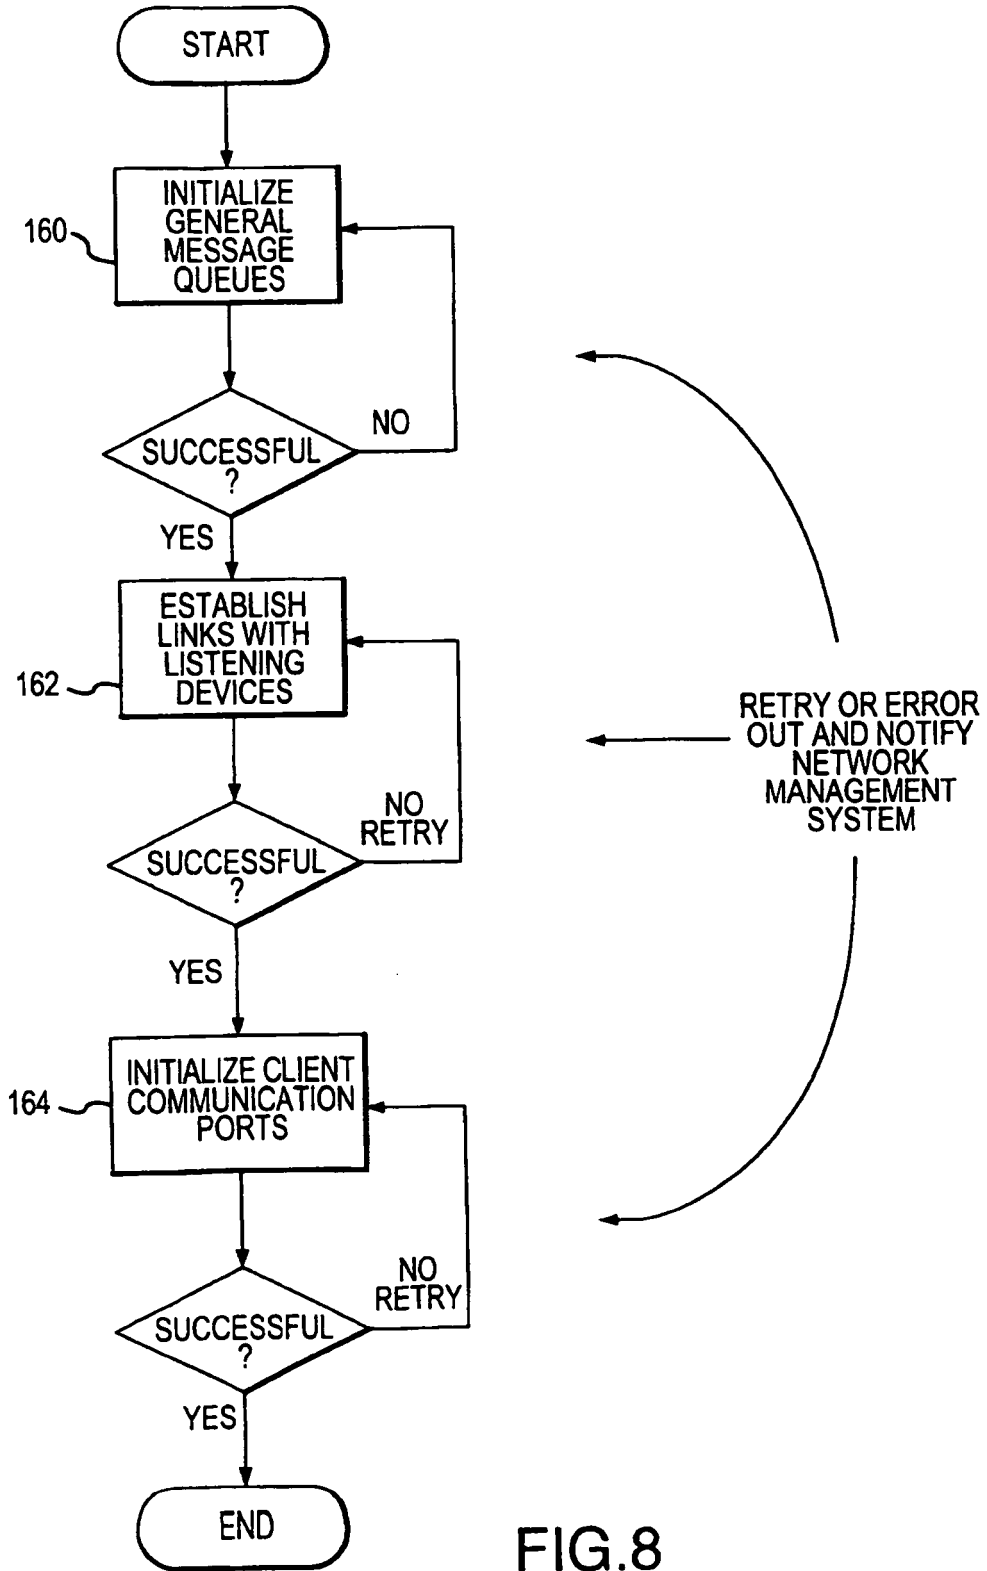 START
INITIALIZE
GENERAL
MESSAGE
QUEUES
160
SUCCESSFUL
?
NO
YES
ESTABLISH
LINKS WITH
LISTENING
DEVICES
162
SUCCESSFUL
?
NO
RETRY
YES
INITIALIZE CLIENT
COMMUNICATION
PORTS
164
SUCCESSFUL
?
NO
RETRY
YES
END
RETRY OR ERROR
OUT AND NOTIFY
NETWORK
MANAGEMENT
SYSTEM
FIG.8